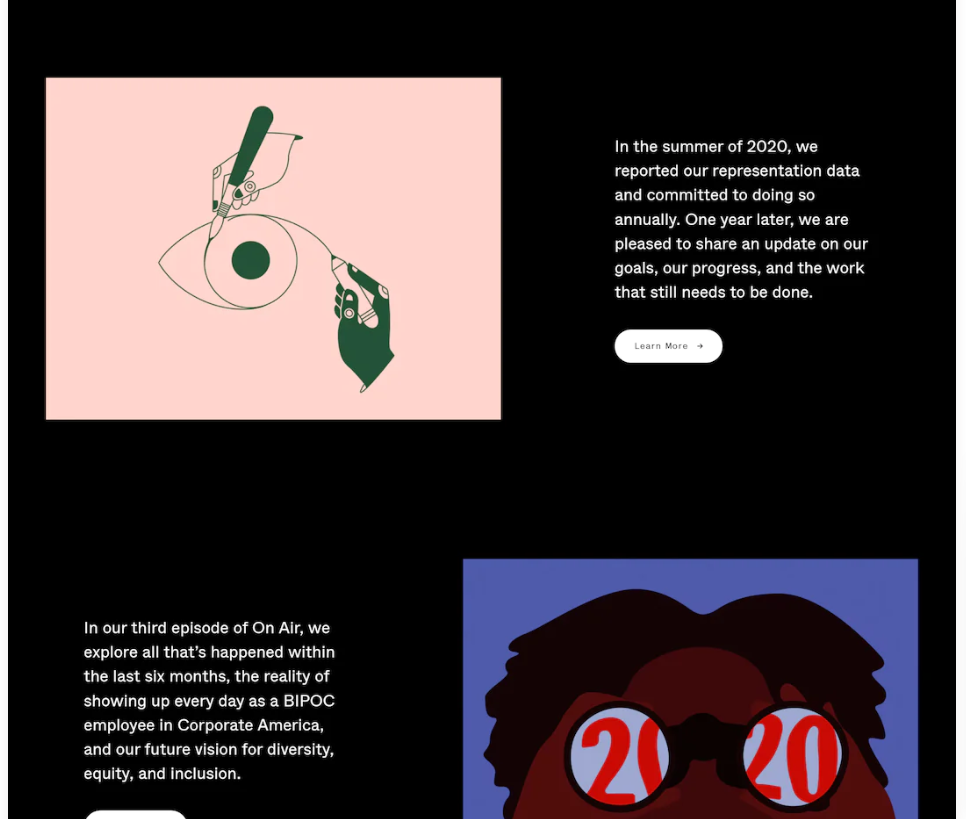 In the summer of 2020, we
reported our representation data
and committed to doing so
annually. One year later, we are
pleased to share an update on our
goals, our progress, and the work
that still needs to be done.
Learn More →
In our third episode of On Air, we
explore all that’s happened within
the last six months, the reality of
showing up every day as a BIPOC
employee in Corporate America,
and our future vision for diversity,
equity, and inclusion.
20 20